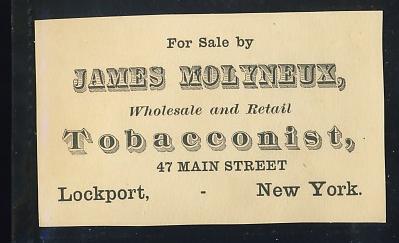 For Sale by
JAMES MOLYNEUX,
Wholesale and Retail
Tobacconist,
47 MAIN STREET
Lockport, - New York.